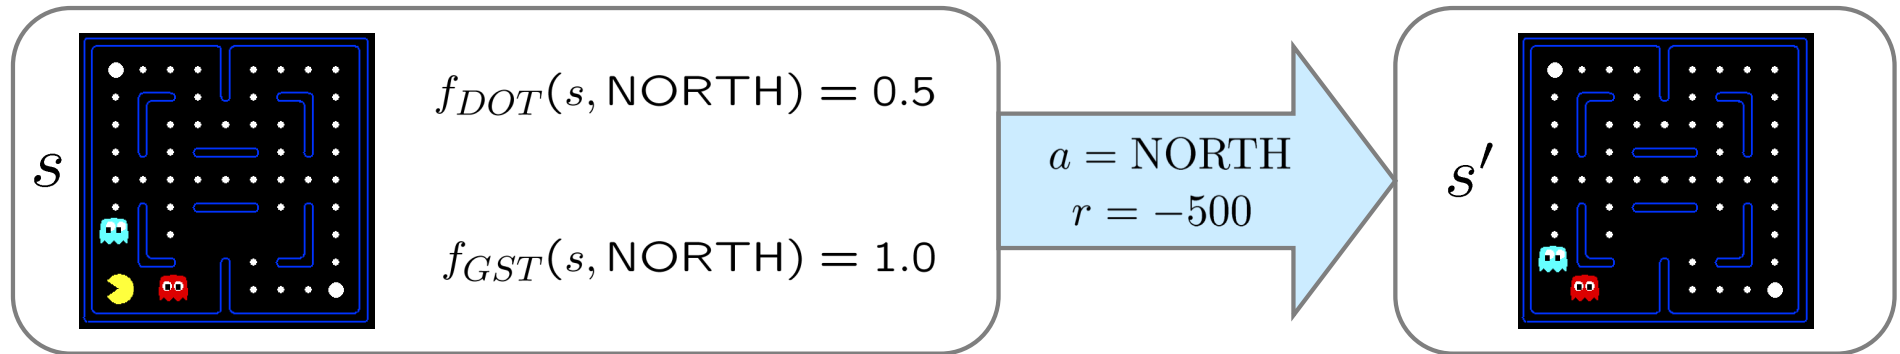 s
f_{DOT}(s, NORTH) = 0.5
f_{GST}(s, NORTH) = 1.0
a = NORTH
r = −500
s′